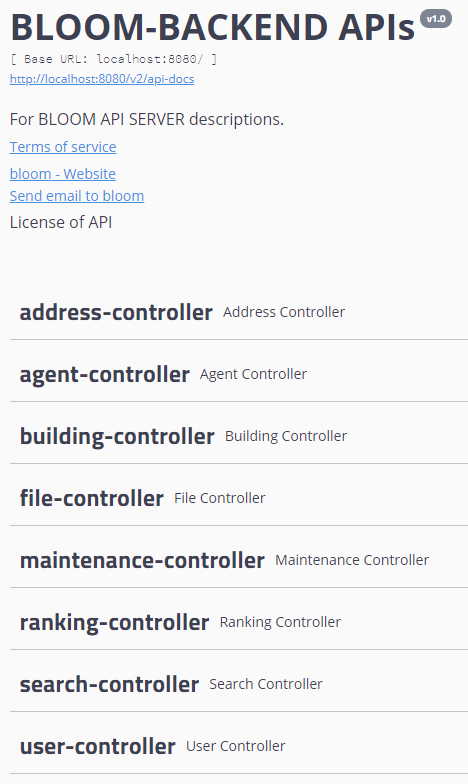 BLOOM-BACKEND APIs v1.0
[ Base URL: localhost:8080/ ]
http://localhost:8080/v2/api-docs
For BLOOM API SERVER descriptions.
Terms of service
bloom - Website
Send email to bloom
License of API
address-controller Address Controller
agent-controller Agent Controller
building-controller Building Controller
file-controller File Controller
maintenance-controller Maintenance Controller
ranking-controller Ranking Controller
search-controller Search Controller
user-controller User Controller